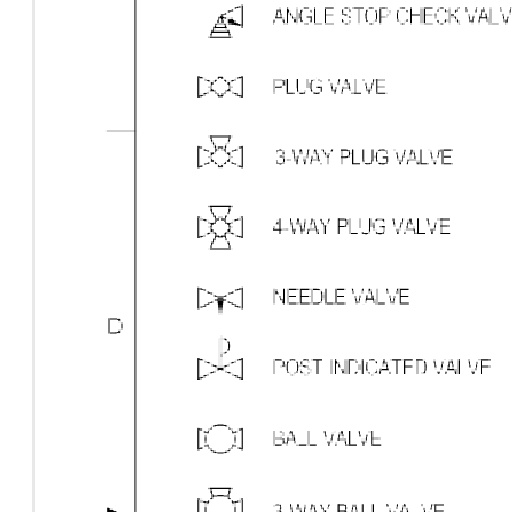 ANGLE STOP CHECK VALV
PLUG VALVE
3-WAY PLUG VALVE
4-WAY PLUG VALVE
NEEDLE VALVE
D
POST INDICATED VALVE
BALL VALVE
3-WAY BALL VALVE